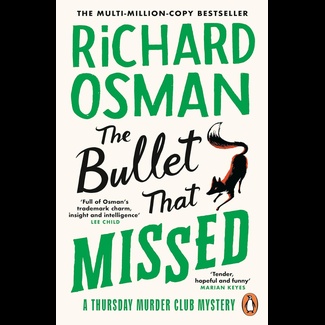 THE MULTI-MILLION-COPY BESTSELLER
RiCHARD
OSMAN
The
Bullet
That
MISSED
'Full of Osman's
trademark charm,
insight and intelligence'
LEE CHILD
'Tender,
hopeful and funny'
MARIAN KEYES
A THURSDAY MURDER CLUB MYSTERY